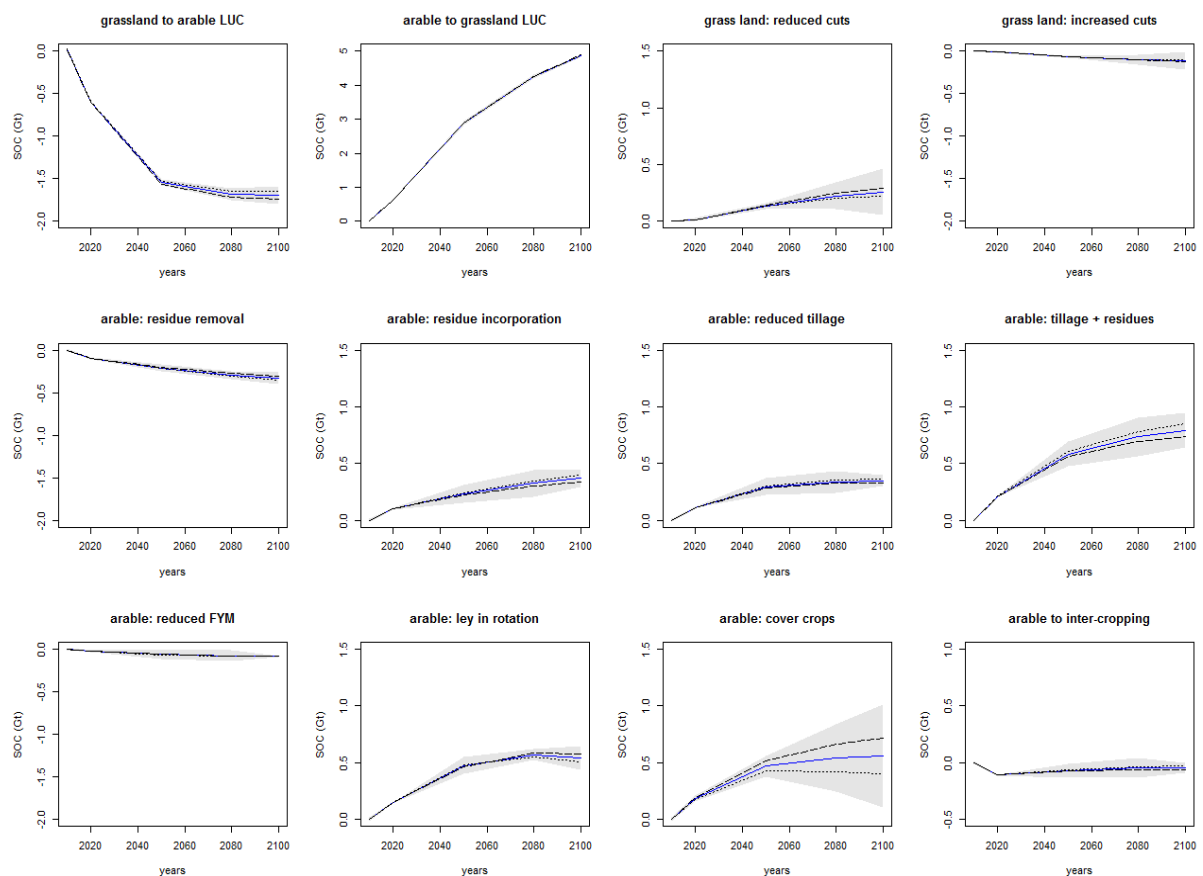 grassland to arable LUC
SOC (Gt)
0.0
-0.5
-1.0
-1.5
-2.0
2020 2040 2060 2080 2100
years
arable to grassland LUC
SOC (Gt)
5
4
3
2
1
0
2020 2040 2060 2080 2100
years
grass land: reduced cuts
SOC (Gt)
1.5
1.0
0.5
0.0
2020 2040 2060 2080 2100
years
grass land: increased cuts
SOC (Gt)
0.0
-0.5
-1.0
-1.5
-2.0
2020 2040 2060 2080 2100
years
arable: residue removal
SOC (Gt)
0.0
-0.5
-1.0
-1.5
-2.0
2020 2040 2060 2080 2100
years
arable: residue incorporation
SOC (Gt)
1.5
1.0
0.5
0.0
2020 2040 2060 2080 2100
years
arable: reduced tillage
SOC (Gt)
1.5
1.0
0.5
0.0
2020 2040 2060 2080 2100
years
arable: tillage + residues
SOC (Gt)
1.5
1.0
0.5
0.0
2020 2040 2060 2080 2100
years
arable: reduced FYM
SOC (Gt)
0.0
-0.5
-1.0
-1.5
-2.0
2020 2040 2060 2080 2100
years
arable: ley in rotation
SOC (Gt)
1.5
1.0
0.5
0.0
2020 2040 2060 2080 2100
years
arable: cover crops
SOC (Gt)
1.5
1.0
0.5
0.0
2020 2040 2060 2080 2100
years
arable to inter-cropping
SOC (Gt)
1.0
0.5
0.0
-0.5
2020 2040 2060 2080 2100
years